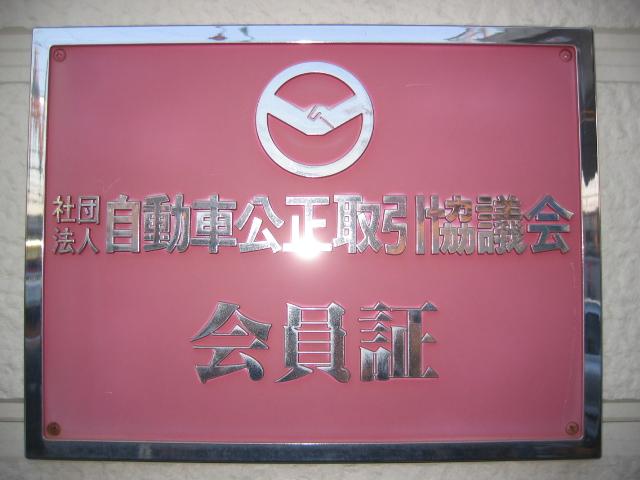 社団法人 自動車公正取引協議会
会員証